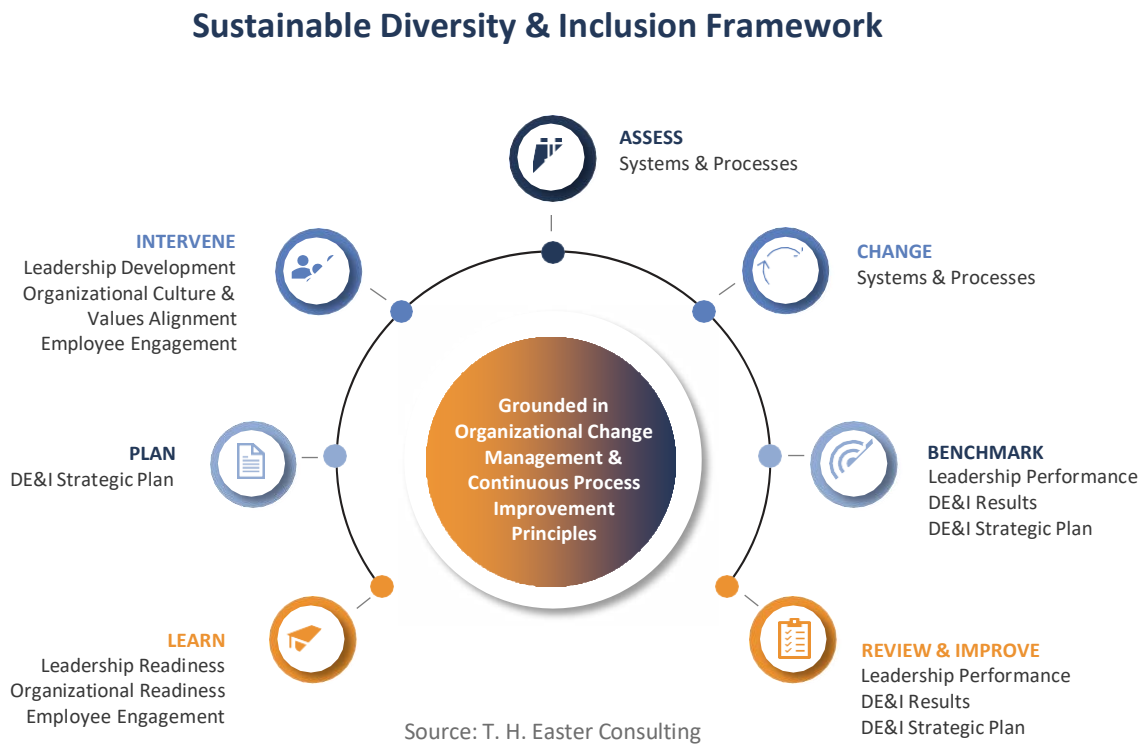 Sustainable Diversity & Inclusion Framework
ASSESS
Systems & Processes
INTERVENE
Leadership Development
Organizational Culture &
Values Alignment
Employee Engagement
CHANGE
Systems & Processes
Grounded in
Organizational Change
Management &
Continuous Process
Improvement
Principles
PLAN
DE&I Strategic Plan
BENCHMARK
Leadership Performance
DE&I Results
DE&I Strategic Plan
LEARN
Leadership Readiness
Organizational Readiness
Employee Engagement
REVIEW & IMPROVE
Leadership Performance
DE&I Results
DE&I Strategic Plan
Source: T. H. Easter Consulting